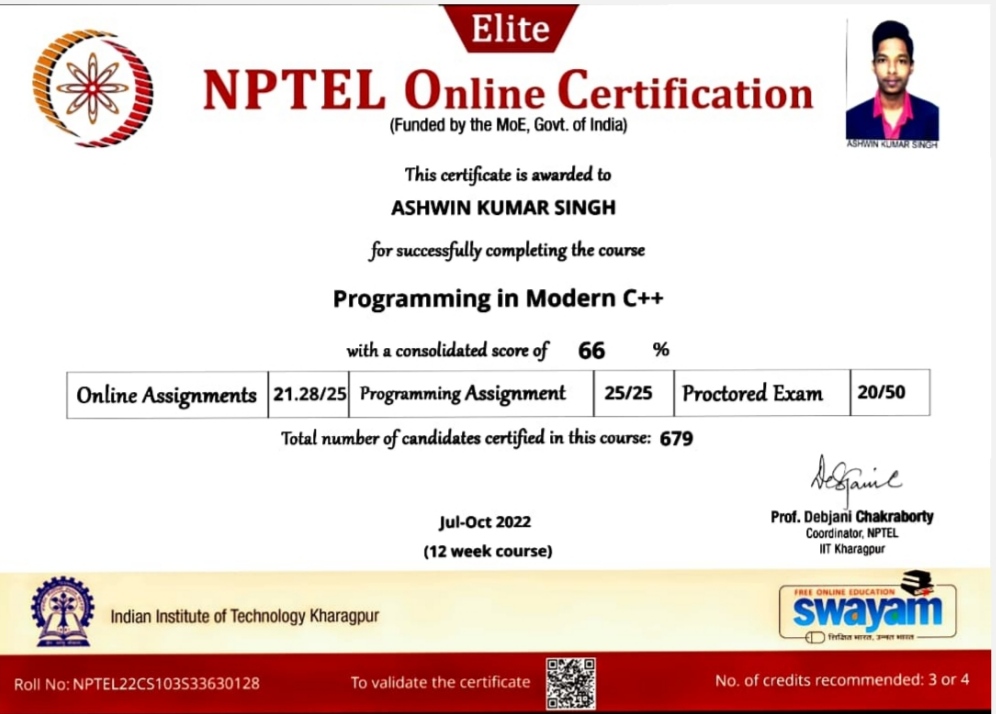 Elite
NPTEL Online Certification
(Funded by the MoE, Govt. of India)
ASHWIN KUMAR SINGH
This certificate is awarded to
ASHWIN KUMAR SINGH
for successfully completing the course
Programming in Modern C++
with a consolidated score of 66 %
Online Assignments 21.28/25 Programming Assignment 25/25 Proctored Exam 20/50
Total number of candidates certified in this course: 679
Jul-Oct 2022
(12 week course)
Prof. Debjani Chakraborty
Coordinator, NPTEL
IIT Kharagpur
Indian Institute of Technology Kharagpur
FREE ONLINE EDUCATION
swayam
शिक्षित भारत, उन्नत भारत
Roll No: NPTEL22CS103S33630128
To validate the certificate
No. of credits recommended: 3 or 4